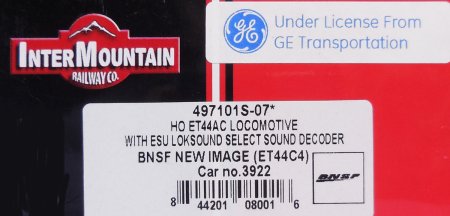 INTERMOUNTAIN
RAILWAY CO.
GE
Under License From
GE Transportation
497101S-07*
HO ET44AC LOCOMOTIVE
WITH ESU LOKSOUND SELECT SOUND DECODER
BNSF NEW IMAGE (ET44C4)
Car no.3922
BNSF
8 44201 08001 6